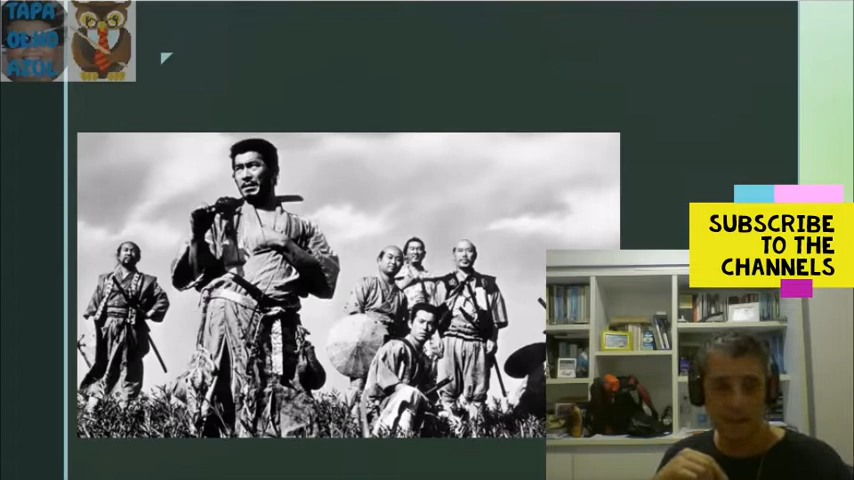 TAPA
OLHO
AZUL
SUBSCRIBE
TO THE
CHANNELS